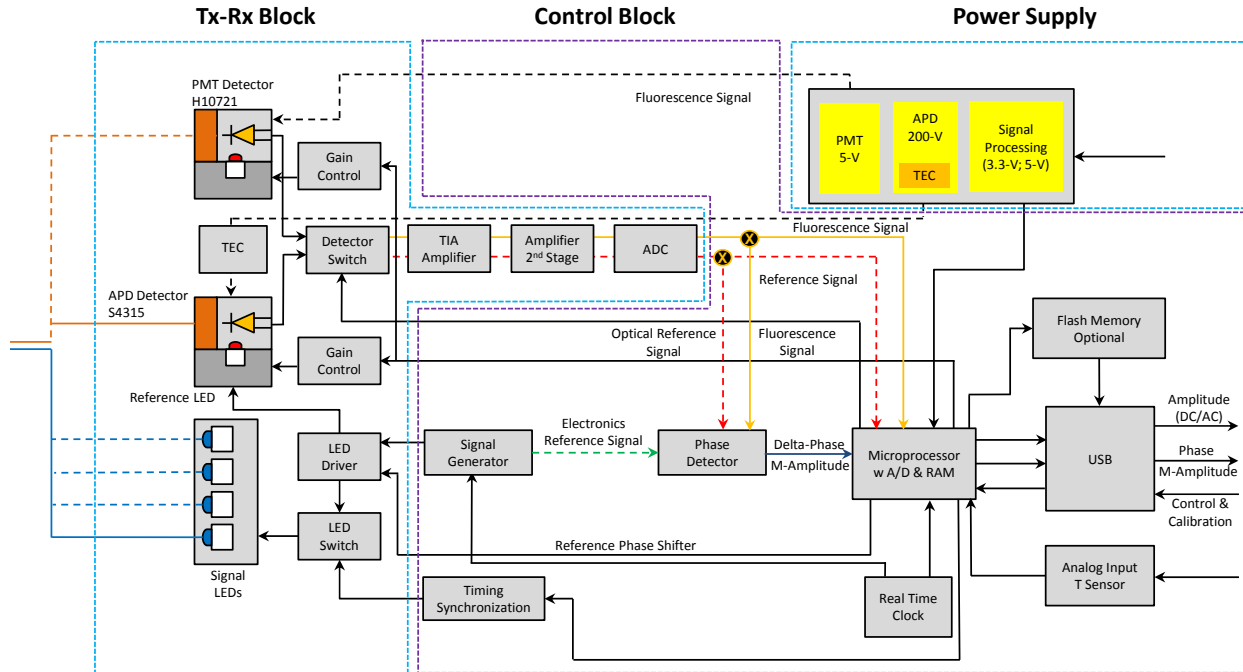 Tx-Rx Block
Control Block
Power Supply
PMT Detector
H10721
Fluorescence Signal
PMT
5-V
APD
200-V
TEC
Signal
Processing
(3.3-V; 5-V)
Gain
Control
TEC
Detector
Switch
TIA
Amplifier
Amplifier
2nd Stage
ADC
X
X
Fluorescence Signal
Reference Signal
APD Detector
S4315
Optical Reference
Signal
Fluorescence
Signal
Flash Memory
Optional
Gain
Control
Reference LED
Amplitude
(DC/AC)
Electronics
Reference Signal
LED
Driver
Signal
Generator
Phase
Detector
Delta-Phase
M-Amplitude
Microprocessor
w A/D & RAM
USB
Phase
M-Amplitude
Control &
Calibration
LED
Switch
Reference Phase Shifter
Signal
LEDs
Timing
Synchronization
Real Time
Clock
Analog Input
T Sensor